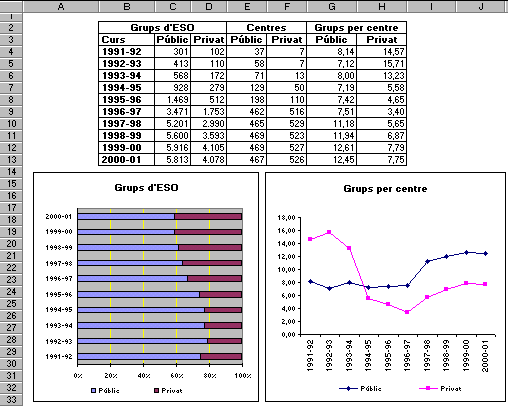 A B C D E F G H I J
1
2 Grups d'ESO Centres Grups per centre
3 Curs Públic Privat Públic Privat Públic Privat
4 1991-92 301 102 37 7 8,14 14,57
5 1992-93 413 110 58 7 7,12 15,71
6 1993-94 568 172 71 13 8,00 13,23
7 1994-95 928 279 129 50 7,19 5,58
8 1995-96 1.469 512 198 110 7,42 4,65
9 1996-97 3.471 1.753 462 516 7,51 3,40
10 1997-98 5.201 2.990 465 529 11,18 5,65
11 1998-99 5.600 3.593 469 523 11,94 6,87
12 1999-00 5.916 4.105 469 527 12,61 7,79
13 2000-01 5.813 4.078 467 526 12,45 7,75
14
15
16
17
18
19
20
21
22
23
24
25
26
27
28
29
30
31
32
33
Grups d'ESO
2000-01
1999-00
1998-99
1997-98
1996-97
1995-96
1994-95
1993-94
1992-93
1991-92
0% 20% 40% 60% 80% 100%
Públic Privat
Grups per centre
18,00
16,00
14,00
12,00
10,00
8,00
6,00
4,00
2,00
0,00
1991-92 1992-93 1993-94 1994-95 1995-96 1996-97 1997-98 1998-99 1999-00 2000-01
Públic Privat